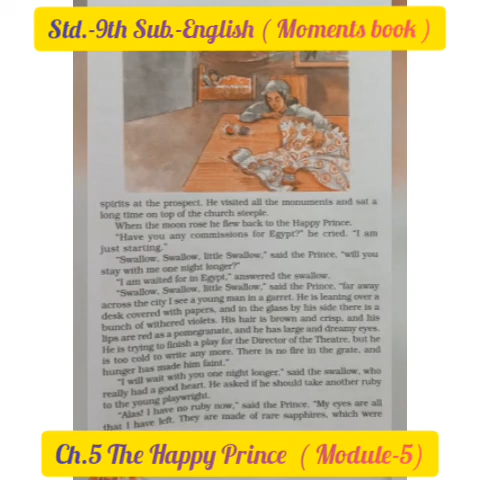 Std.-9th Sub.-English ( Moments book )
spirits at the prospect. He visited all the monuments and sat a
long time on top of the church steeple.
When the moon rose he flew back to the Happy Prince.
"Have you any commissions for Egypt?" he cried. "I am
just starting."
"Swallow, Swallow, little Swallow," said the Prince, "will you
stay with me one night longer?"
"I am waited for in Egypt," answered the swallow.
"Swallow, Swallow, little Swallow," said the Prince, "far away
across the city I see a young man in a garret. He is leaning over a
desk covered with papers, and in the glass by his side there is a
bunch of withered violets. His hair is brown and crisp, and his
lips are red as a pomegranate, and he has large and dreamy eyes.
He is trying to finish a play for the Director of the Theatre, but he
is too cold to write any more. There is no fire in the grate, and
hunger has made him faint."
"I will wait with you one night longer," said the swallow, who
really had a good heart. He asked if he should take another ruby
to the young playwright.
"Alas! I have no ruby now," said the Prince. "My eyes are all
that I have left. They are made of rare sapphires, which were
Ch.5 The Happy Prince ( Module-5)